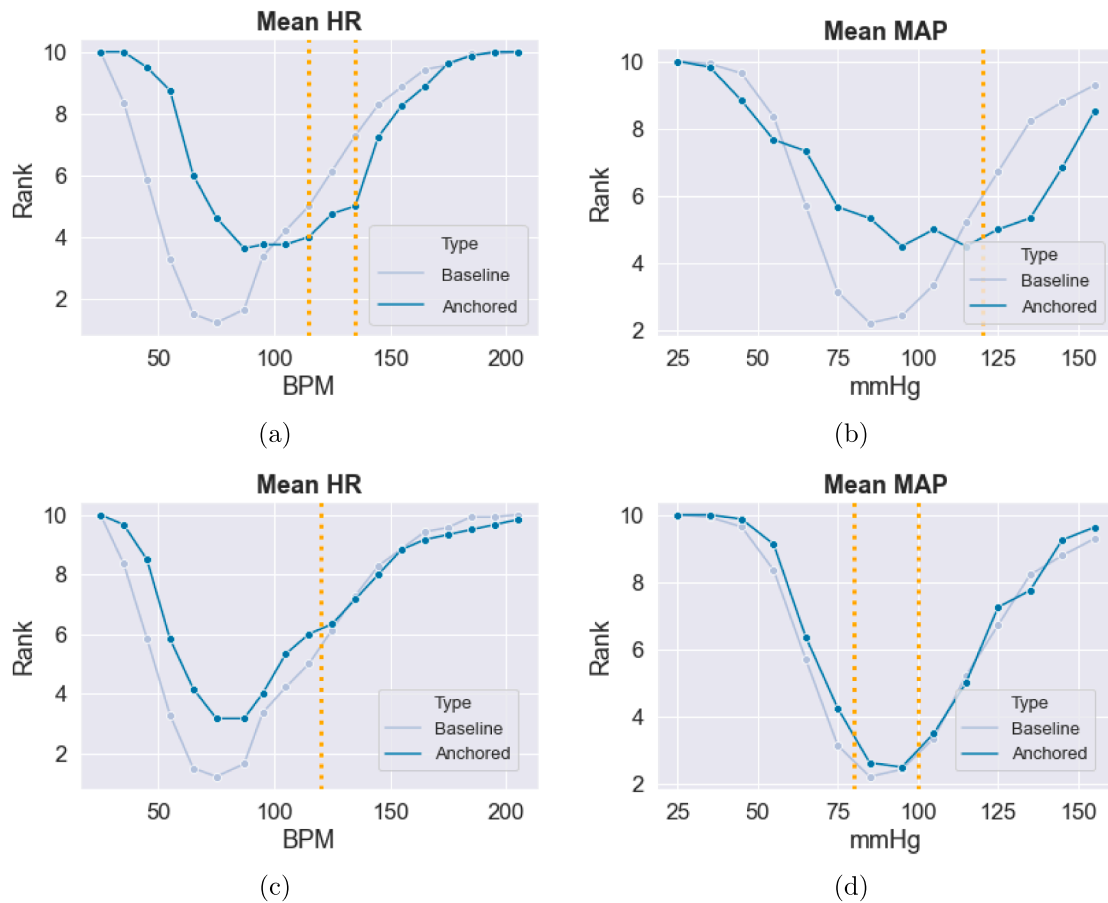 Mean HR
10
8
6
4
2
Rank
50 100 150 200
BPM
Type
Baseline
Anchored
(a)
Mean MAP
10
8
6
4
2
Rank
25 50 75 100 125 150
mmHg
Type
Baseline
Anchored
(b)
Mean HR
10
8
6
4
2
Rank
50 100 150 200
BPM
Type
Baseline
Anchored
(c)
Mean MAP
10
8
6
4
2
Rank
25 50 75 100 125 150
mmHg
Type
Baseline
Anchored
(d)